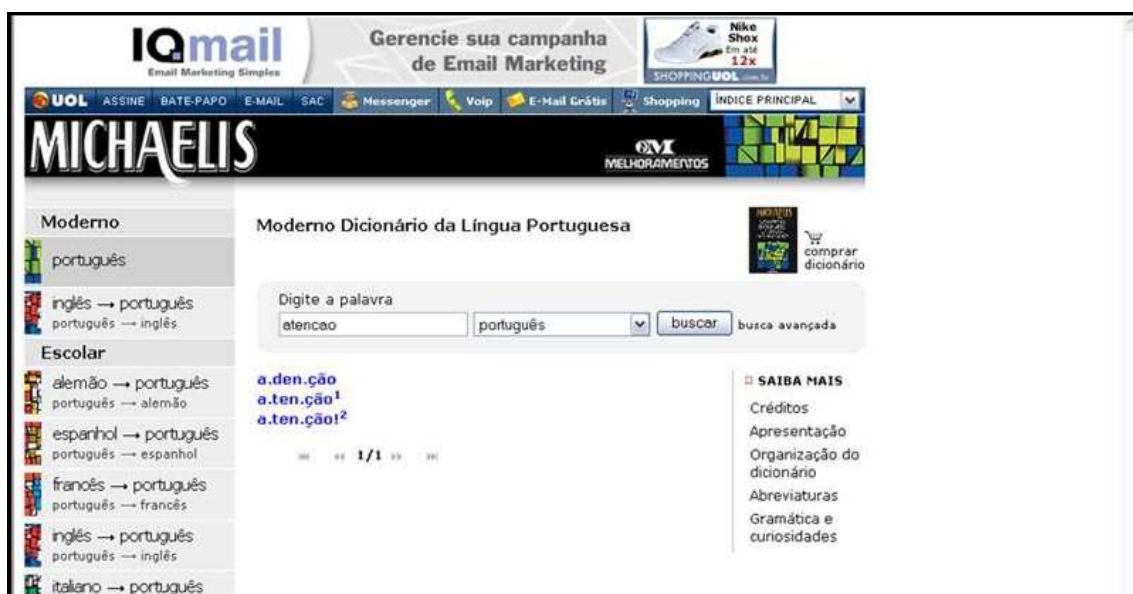 IQmail
Email Marketing Simples
Gerencie sua campanha
de Email Marketing
Nike
Shox
Em até
12x
SHOPPINGUOL
UOL ASSINE BATE-PAPO E-MAIL SAC Messenger Voip E-Mail Grátis Shopping ÍNDICE PRINCIPAL
MICHAELIS
MELHORAMENTOS
Moderno
português
inglês → português
português → inglês
Escolar
alemão → português
português → alemão
espanhol → português
português → espanhol
francês → português
português → francês
inglês → português
português → inglês
italiano → português
Moderno Dicionário da Língua Portuguesa
MICHAELIS
comprar
dicionário
Digite a palavra
atencao português buscar busca avançada
a.den.ção
a.ten.ção¹
a.ten.ção!²
1/1
SAIBA MAIS
Créditos
Apresentação
Organização do
dicionário
Abreviaturas
Gramática e
curiosidades